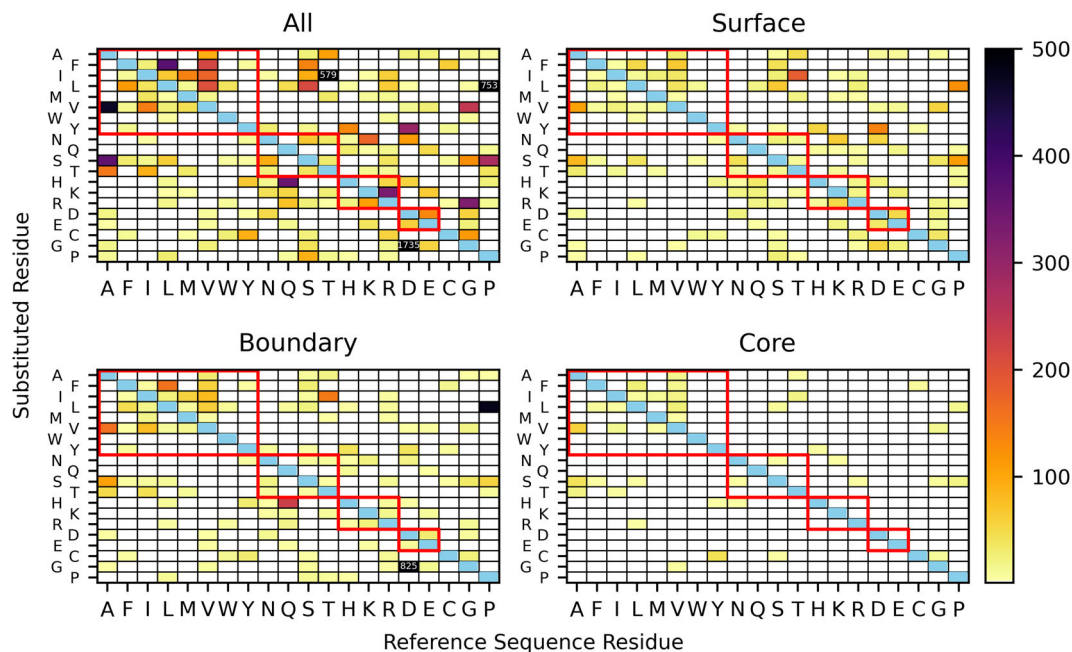 All
Surface
A
F
I
L
M
V
W
Y
N
Q
S
T
H
K
R
D
E
C
G
P
579
753
1735
A F I L M V W Y N Q S T H K R D E C G P
A
F
I
L
M
V
W
Y
N
Q
S
T
H
K
R
D
E
C
G
P
A F I L M V W Y N Q S T H K R D E C G P
500
400
300
200
100
Substituted Residue
Boundary
Core
A
F
I
L
M
V
W
Y
N
Q
S
T
H
K
R
D
E
C
G
P
825
A F I L M V W Y N Q S T H K R D E C G P
A
F
I
L
M
V
W
Y
N
Q
S
T
H
K
R
D
E
C
G
P
A F I L M V W Y N Q S T H K R D E C G P
Reference Sequence Residue